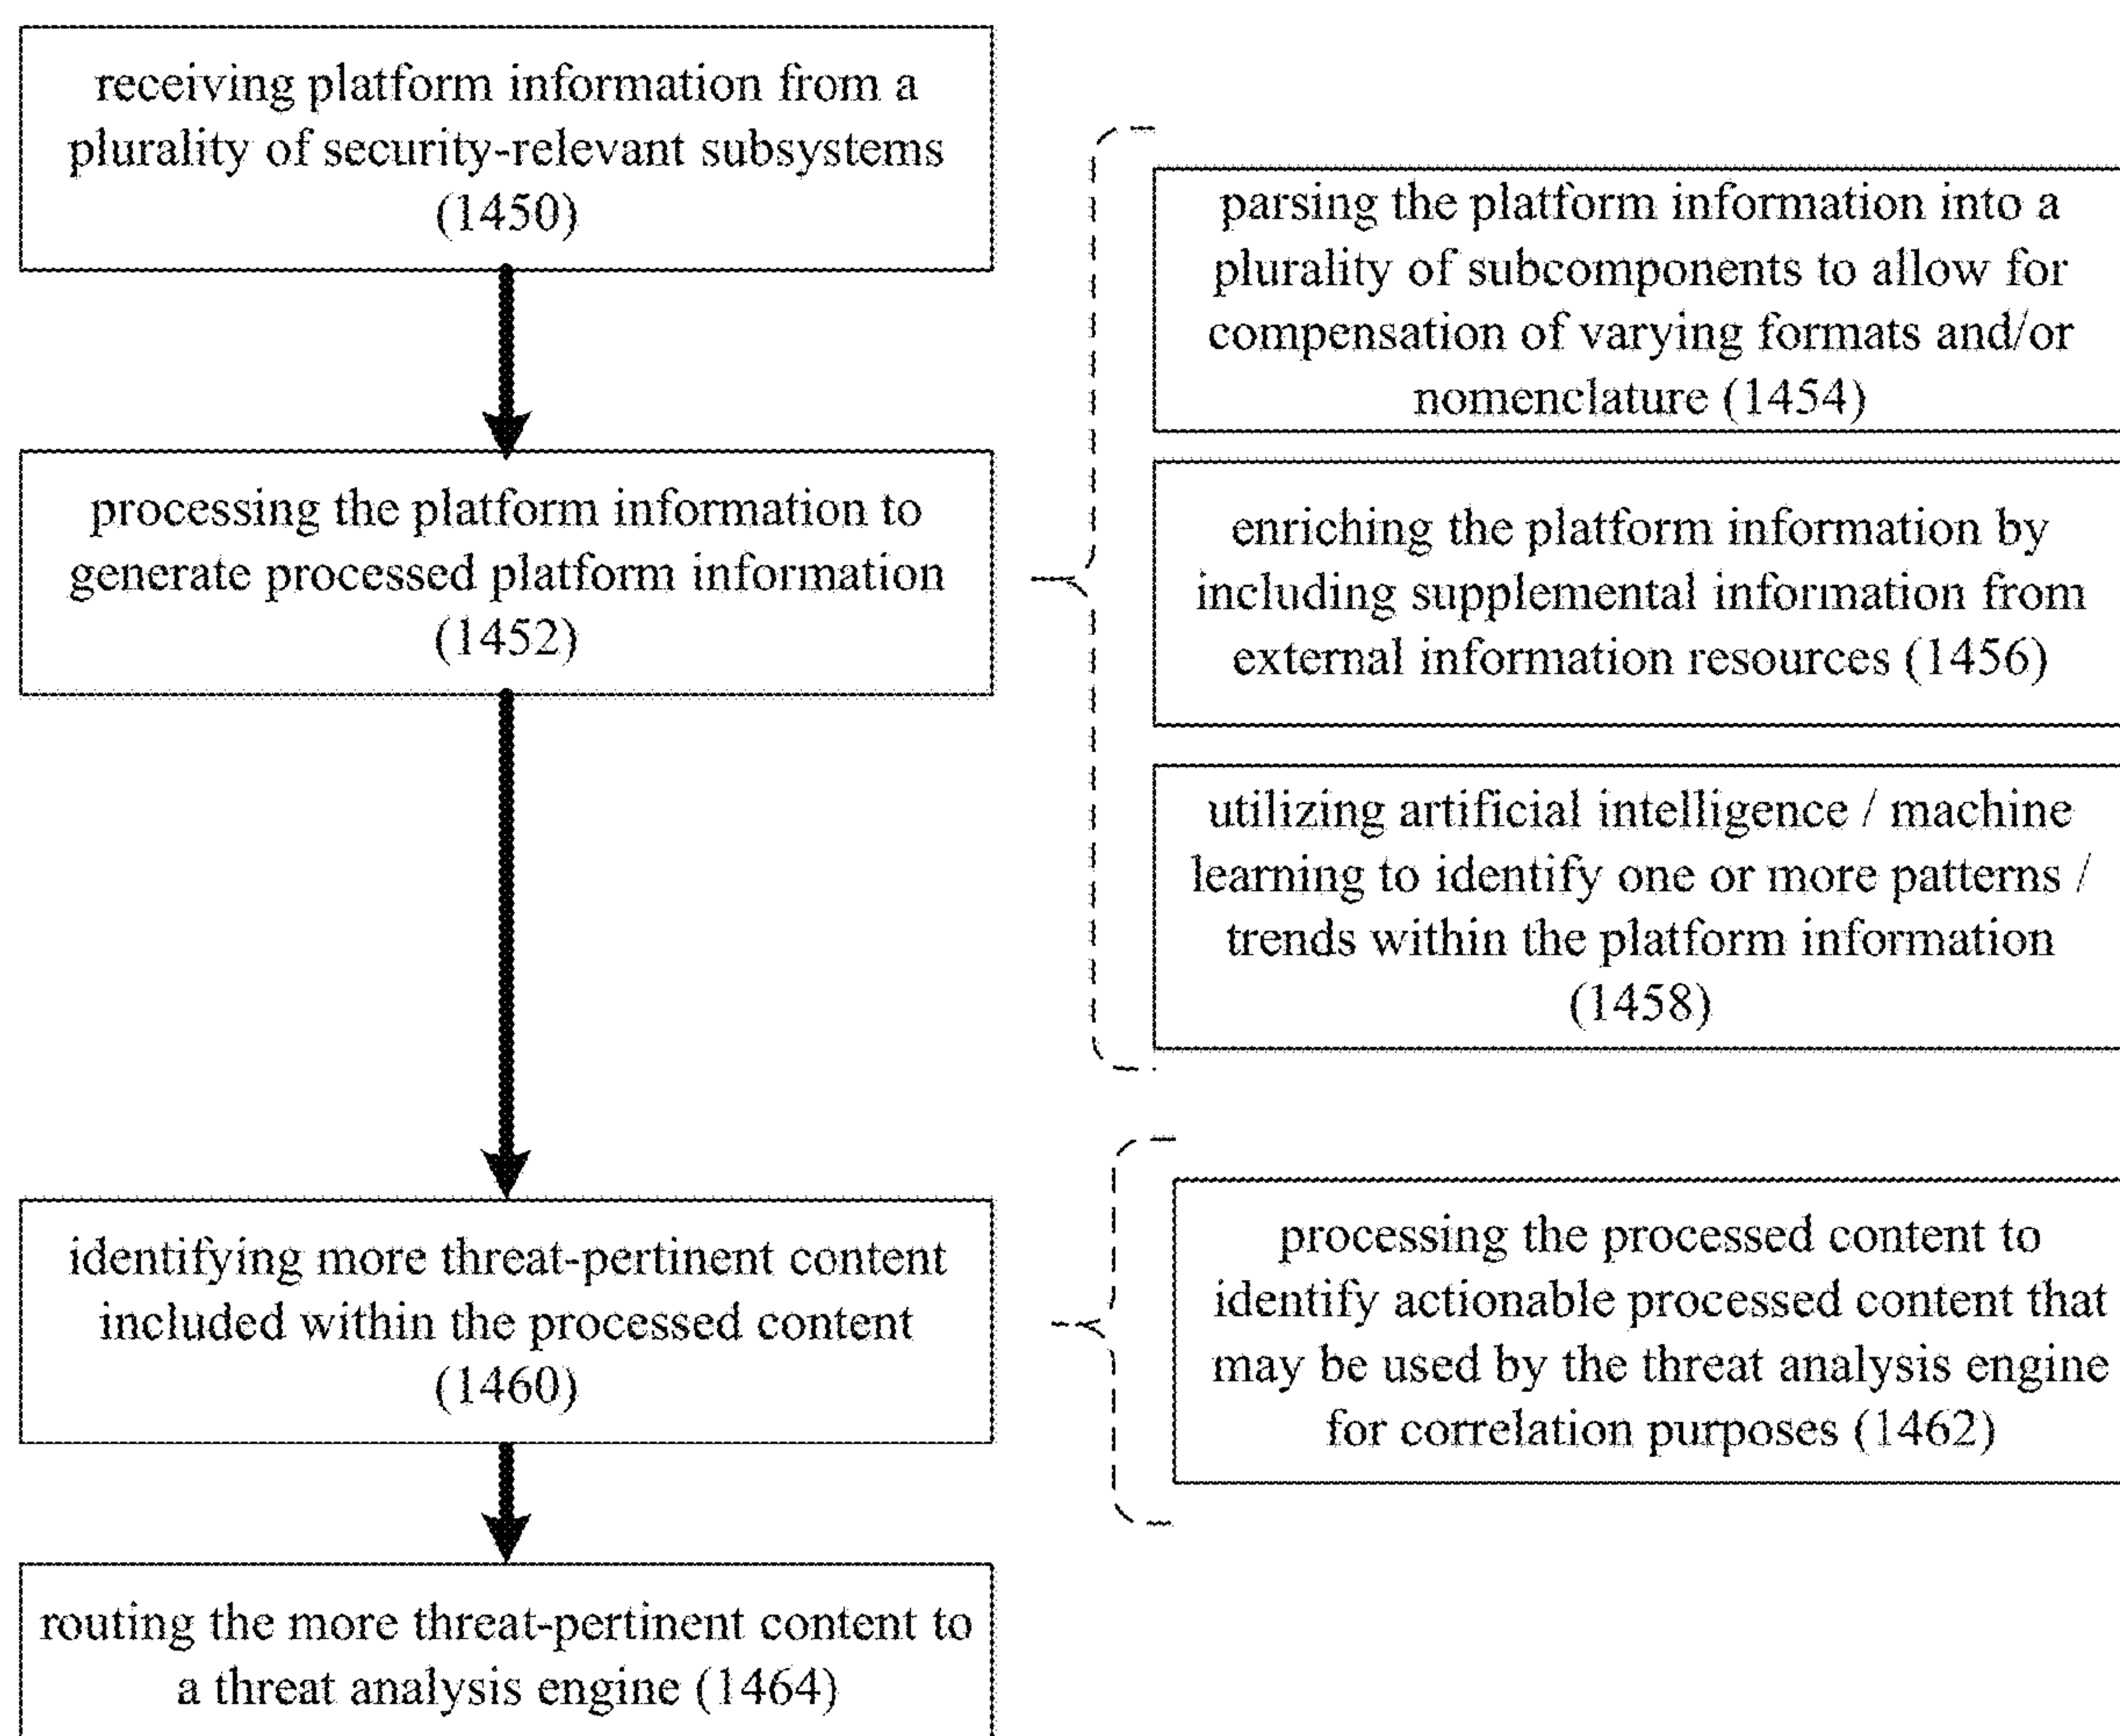 receiving platform information from a
plurality of security-relevant subsystems
(1450)
processing the platform information to
generate processed platform information
(1452)
parsing the platform information into a
plurality of subcomponents to allow for
compensation of varying formats and/or
nomenclature (1454)
enriching the platform information by
including supplemental information from
external information resources (1456)
utilizing artificial intelligence / machine
learning to identify one or more patterns /
trends within the platform information
(1458)
identifying more threat-pertinent content
included within the processed content
(1460)
processing the processed content to
identify actionable processed content that
may be used by the threat analysis engine
for correlation purposes (1462)
routing the more threat-pertinent content to
a threat analysis engine (1464)